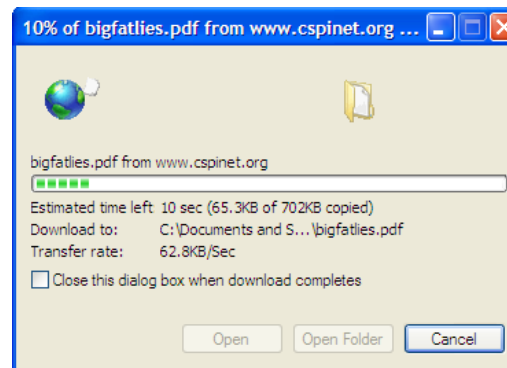 10% of bigfatlies.pdf from www.cspinet.org ...
bigfatlies.pdf from www.cspinet.org
Estimated time left 10 sec (65.3KB of 702KB copied)
Download to: C:\Documents and S...\bigfatlies.pdf
Transfer rate: 62.8KB/Sec
Close this dialog box when download completes
Open Open Folder Cancel